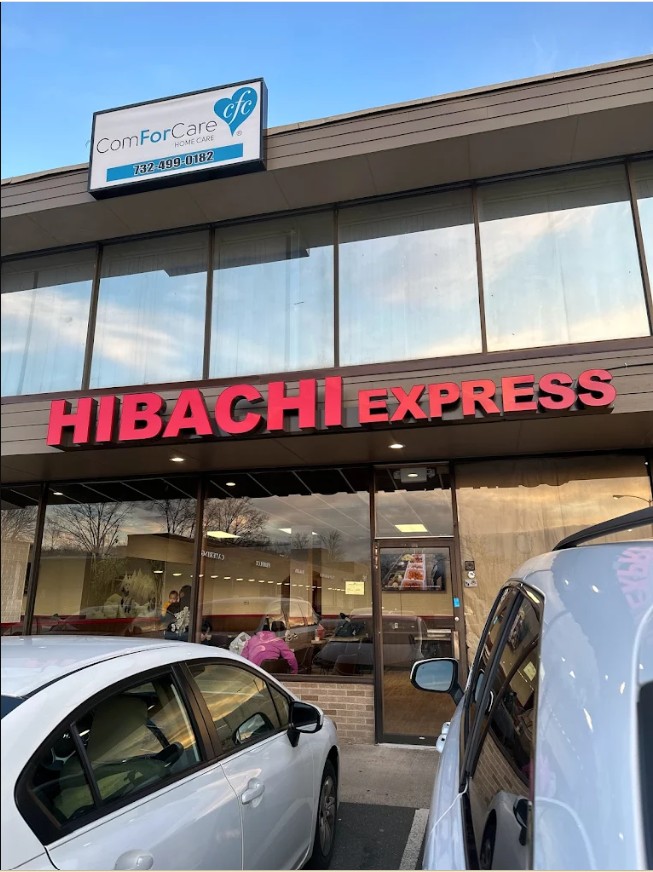 ComForCare
HOME CARE
cfc
®
732-499-0182
HIBACHI EXPRESS